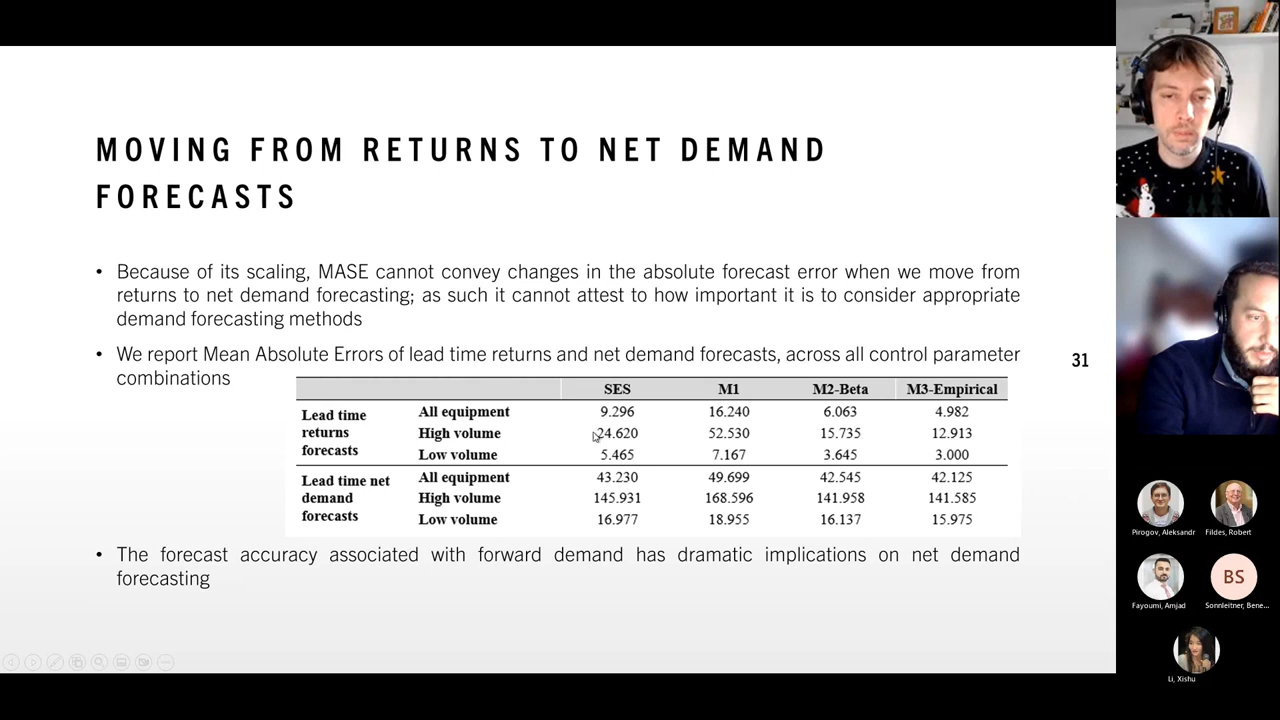 MOVING FROM RETURNS TO NET DEMAND
FORECASTS
• Because of its scaling, MASE cannot convey changes in the absolute forecast error when we move from
returns to net demand forecasting; as such it cannot attest to how important it is to consider appropriate
demand forecasting methods
• We report Mean Absolute Errors of lead time returns and net demand forecasts, across all control parameter
combinations
SES M1 M2-Beta M3-Empirical
Lead time returns forecasts
All equipment 9.296 16.240 6.063 4.982
High volume 24.620 52.530 15.735 12.913
Low volume 5.465 7.167 3.645 3.000
Lead time net demand forecasts
All equipment 43.230 49.699 42.545 42.125
High volume 145.931 168.596 141.958 141.585
Low volume 16.977 18.955 16.137 15.975
• The forecast accuracy associated with forward demand has dramatic implications on net demand
forecasting
31
Pirogov, Aleksandr
Fildes, Robert
Fayoumi, Amjad
BS
Sonnleitner, Bene...
Li, Xishu